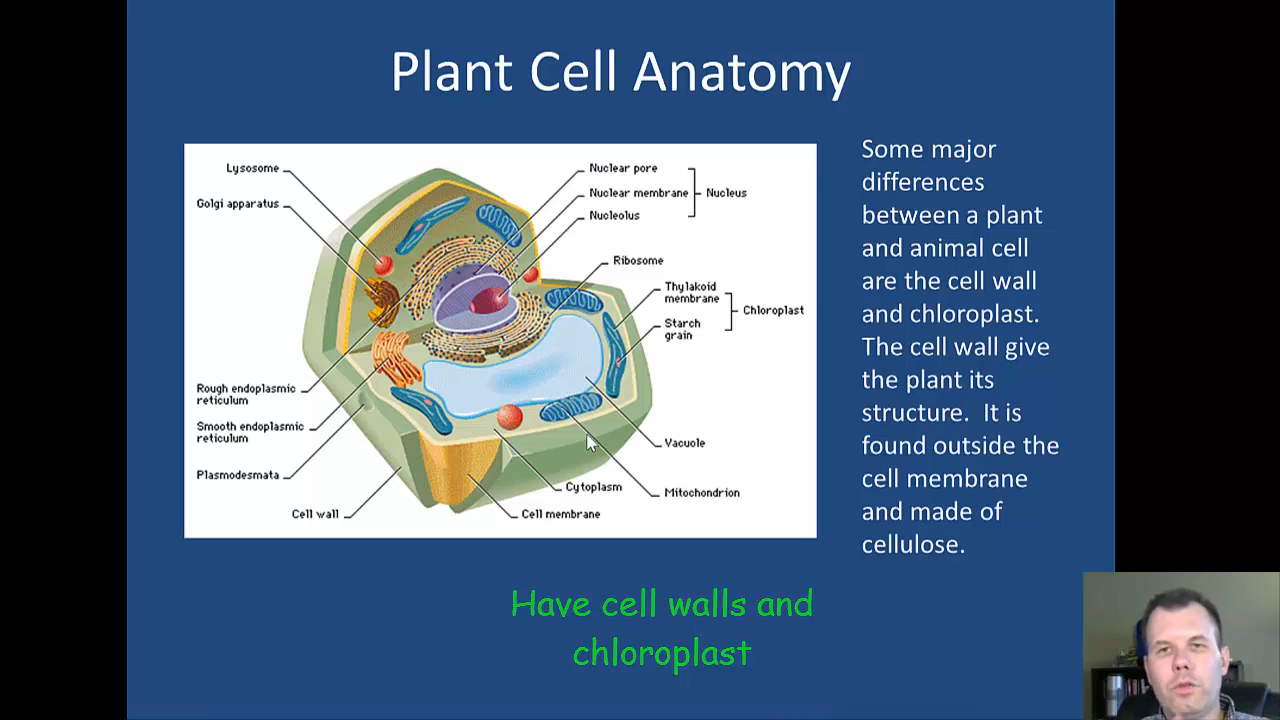 Plant Cell Anatomy
Lysosome
Golgi apparatus
Nuclear pore
Nuclear membrane
Nucleolus
Nucleus
Ribosome
Thylakoid
membrane
Starch
grain
Chloroplast
Rough endoplasmic
reticulum
Smooth endoplasmic
reticulum
Plasmodesmata
Cell wall
Cell membrane
Cytoplasm
Mitochondrion
Vacuole
Some major
differences
between a plant
and animal cell
are the cell wall
and chloroplast.
The cell wall give
the plant its
structure. It is
found outside the
cell membrane
and made of
cellulose.
Have cell walls and
chloroplast